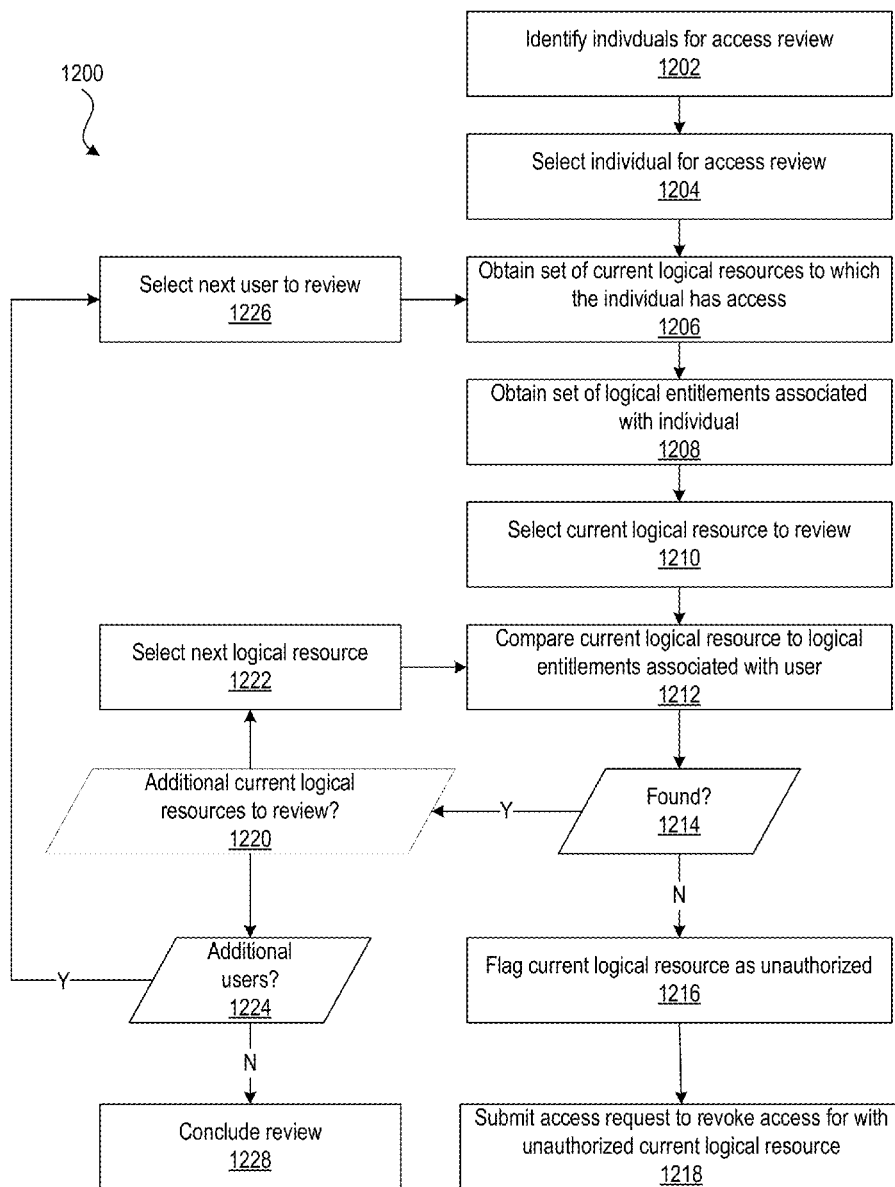 Identify indivduals for access review
1202
1200
Select individual for access review
1204
Select next user to review
1226
Obtain set of current logical resources to which
the individual has access
1206
Obtain set of logical entitlements associated
with individual
1208
Select current logical resource to review
1210
Select next logical resource
1222
Compare current logical resource to logical
entitlements associated with user
1212
Additional current logical
resources to review?
1220
Y
Found?
1214
N
Additional
users?
1224
Y
Flag current logical resource as unauthorized
1216
N
Conclude review
1228
Submit access request to revoke access for with
unauthorized current logical resource
1218